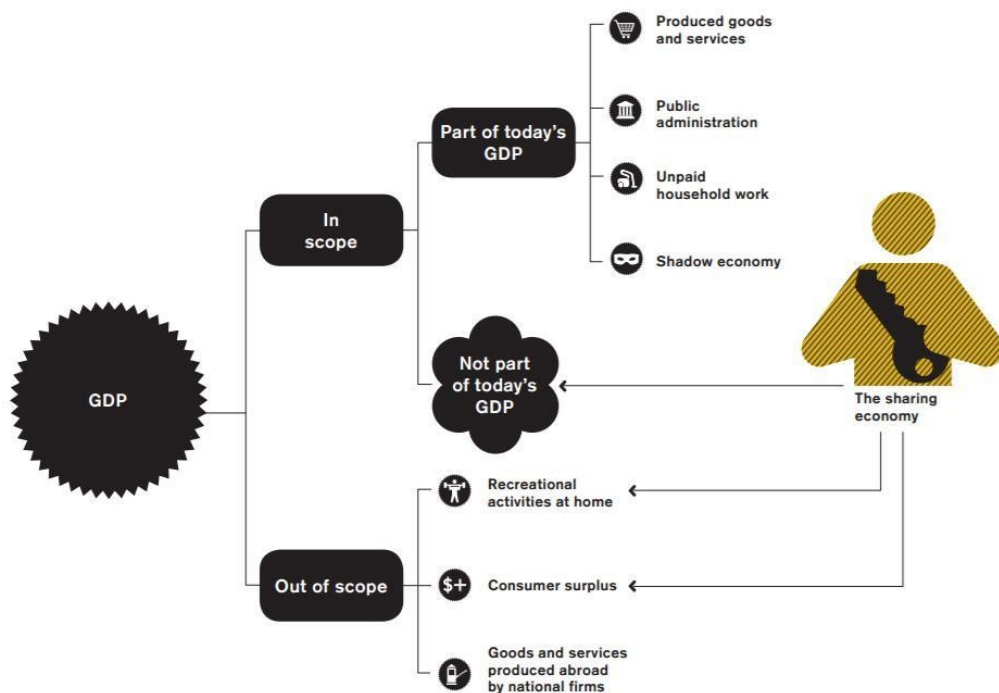 Produced goods
and services
Public
administration
Part of today's
GDP
Unpaid
household work
In
scope
Shadow economy
Not part
of today's
GDP
GDP
The sharing
economy
Recreational
activities at home
Out of scope
$+
Consumer surplus
Goods and services
produced abroad
by national firms